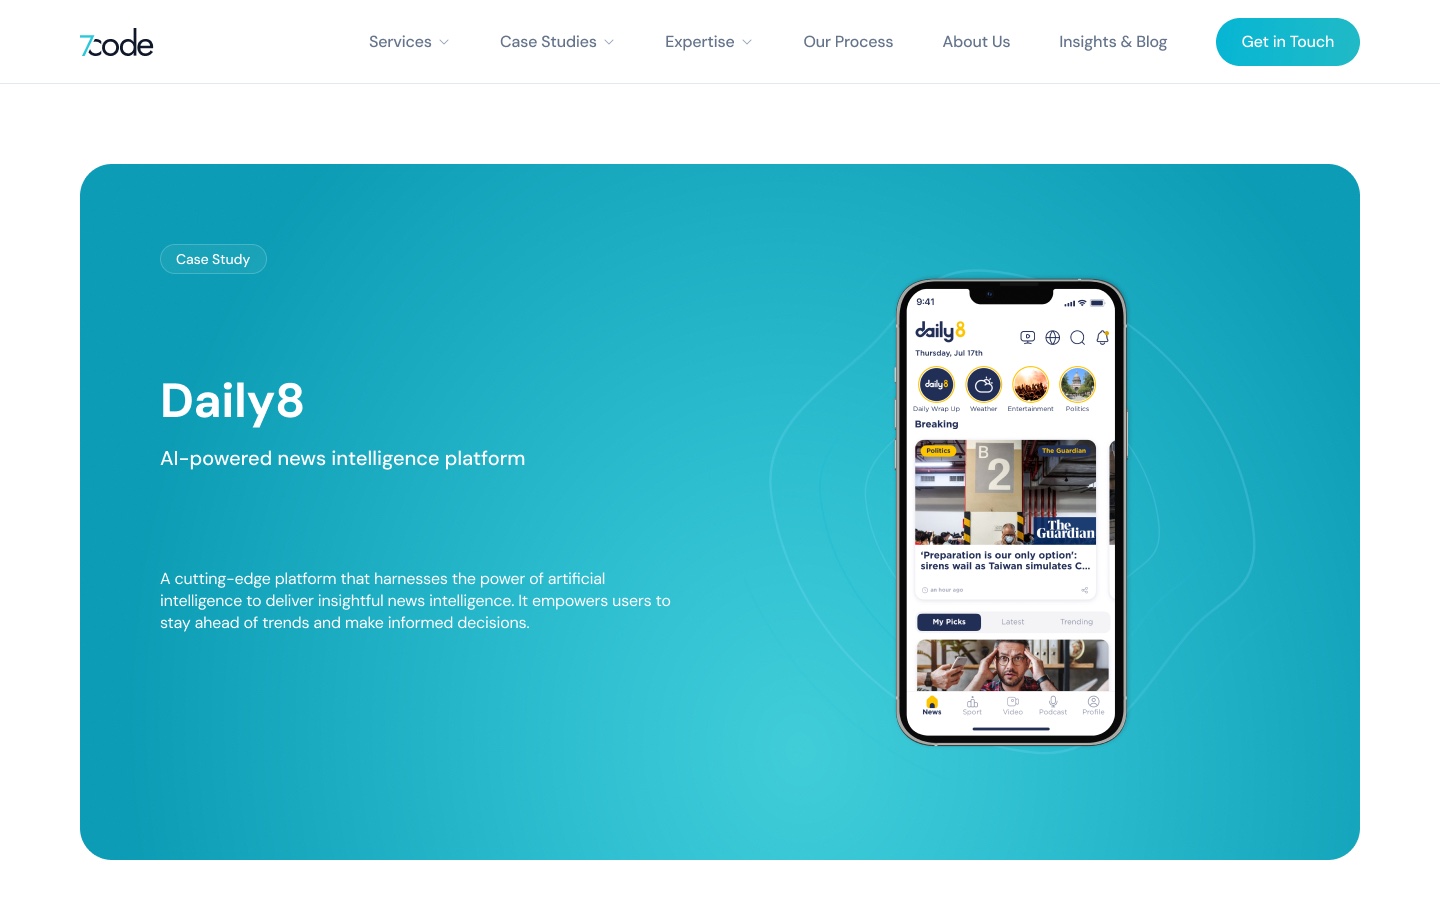 7code
Services
Case Studies
Expertise
Our Process
About Us
Insights & Blog
Get in Touch
Case Study
Daily8
AI-powered news intelligence platform
A cutting-edge platform that harnesses the power of artificial
intelligence to deliver insightful news intelligence. It empowers users to
stay ahead of trends and make informed decisions.
9:41
daily8
Thursday, Jul 17th
daily8
Daily Wrap Up
Weather
Entertainment
Politics
Breaking
Politics
The Guardian
B
2
The
Guardian
‘Preparation is our only option’:
sirens wail as Taiwan simulates C...
an hour ago
My Picks
Latest
Trending
News
Sport
Video
Podcast
Profile